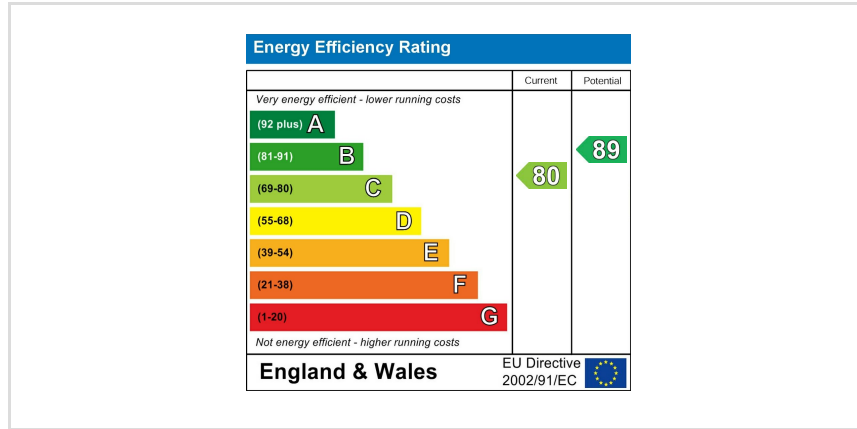 Energy Efficiency Rating
Current Potential
Very energy efficient - lower running costs
(92 plus) A
(81-91) B
89
(69-80) C
80
(55-68) D
(39-54) E
(21-38) F
(1-20) G
Not energy efficient - higher running costs
England & Wales
EU Directive
2002/91/EC